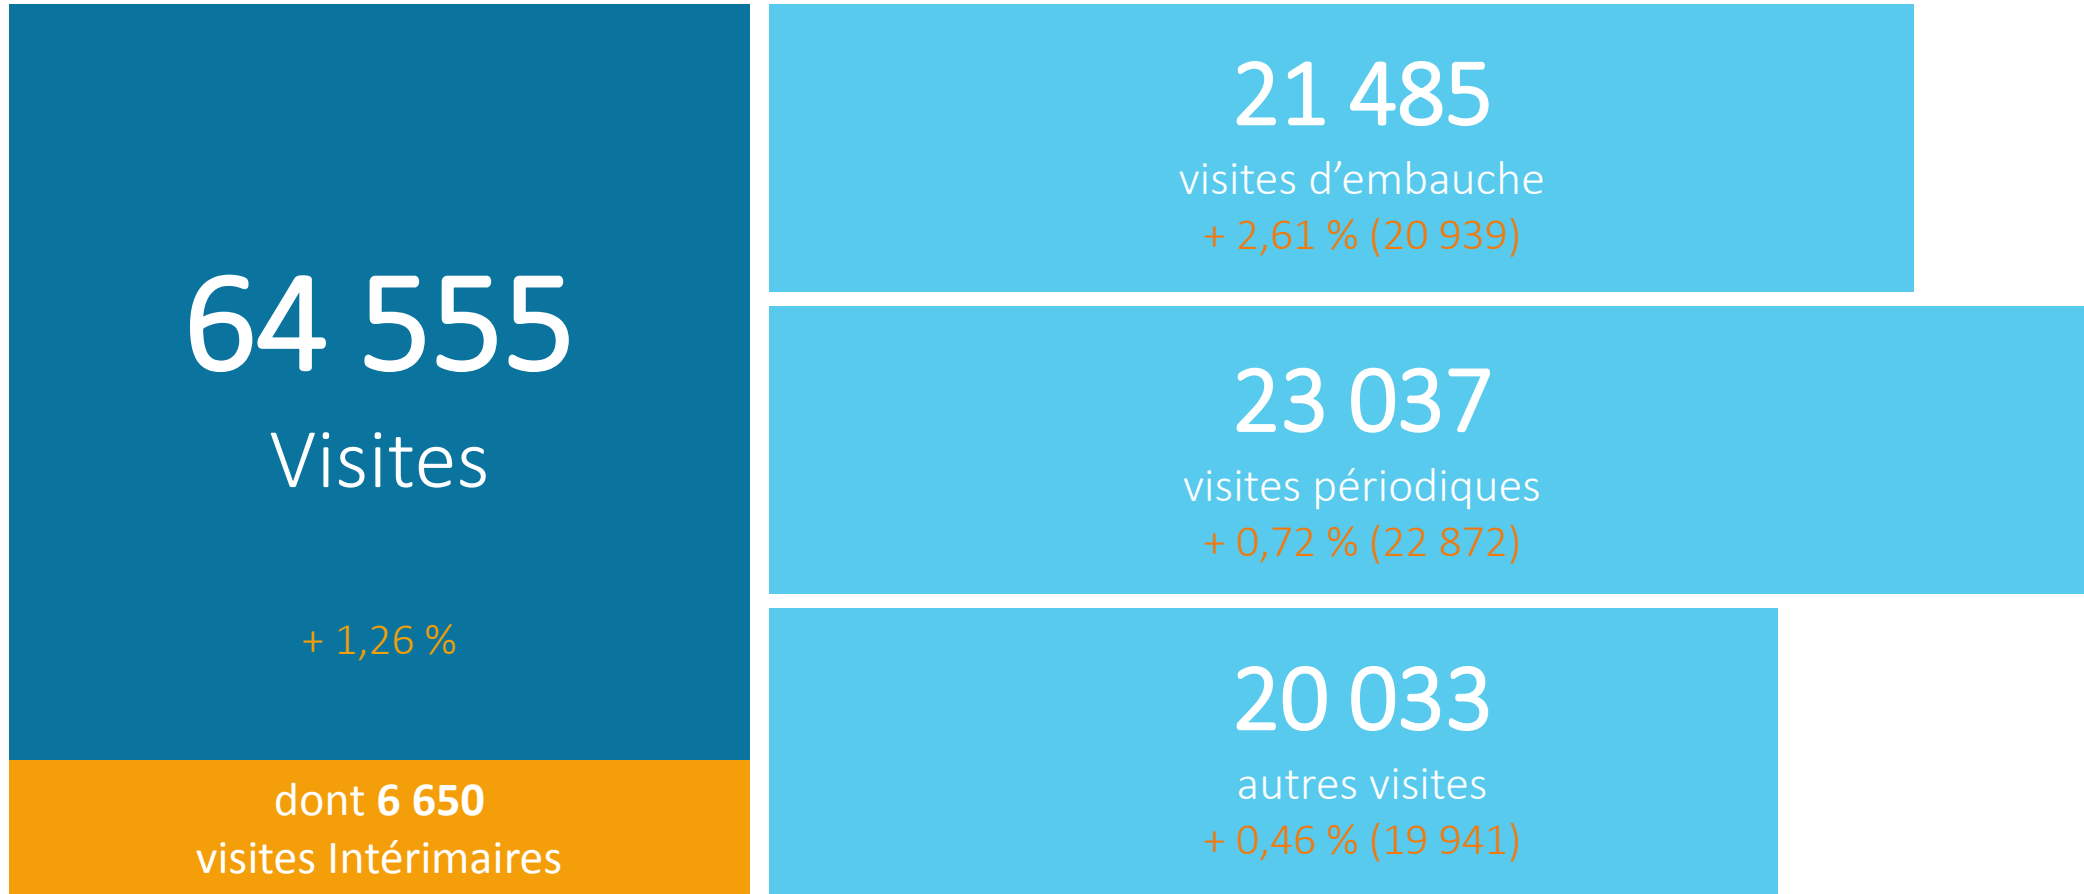 64 555
Visites
+ 1,26 %
dont 6 650
visites Intérimaires
21 485
visites d’embauche
+ 2,61 % (20 939)
23 037
visites périodiques
+ 0,72 % (22 872)
20 033
autres visites
+ 0,46 % (19 941)